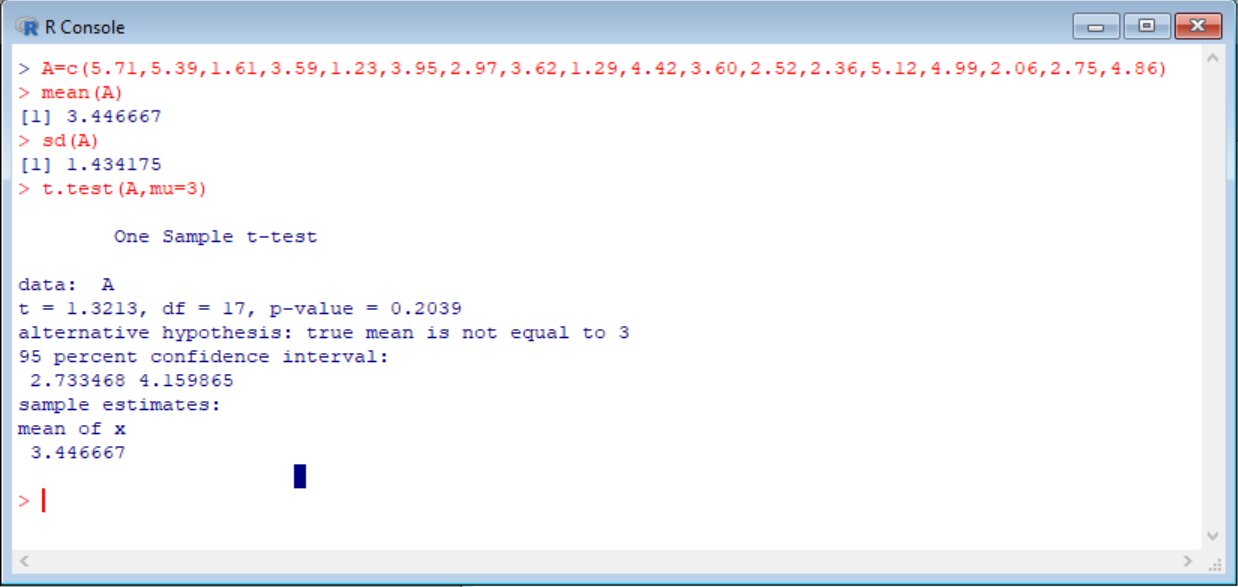 R Console
> A=c(5.71,5.39,1.61,3.59,1.23,3.95,2.97,3.62,1.29,4.42,3.60,2.52,2.36,5.12,4.99,2.06,2.75,4.86)
> mean(A)
[1] 3.446667
> sd(A)
[1] 1.434175
> t.test(A,mu=3)
One Sample t-test
data:  A
t = 1.3213, df = 17, p-value = 0.2039
alternative hypothesis: true mean is not equal to 3
95 percent confidence interval:
 2.733468 4.159865
sample estimates:
mean of x
 3.446667
>